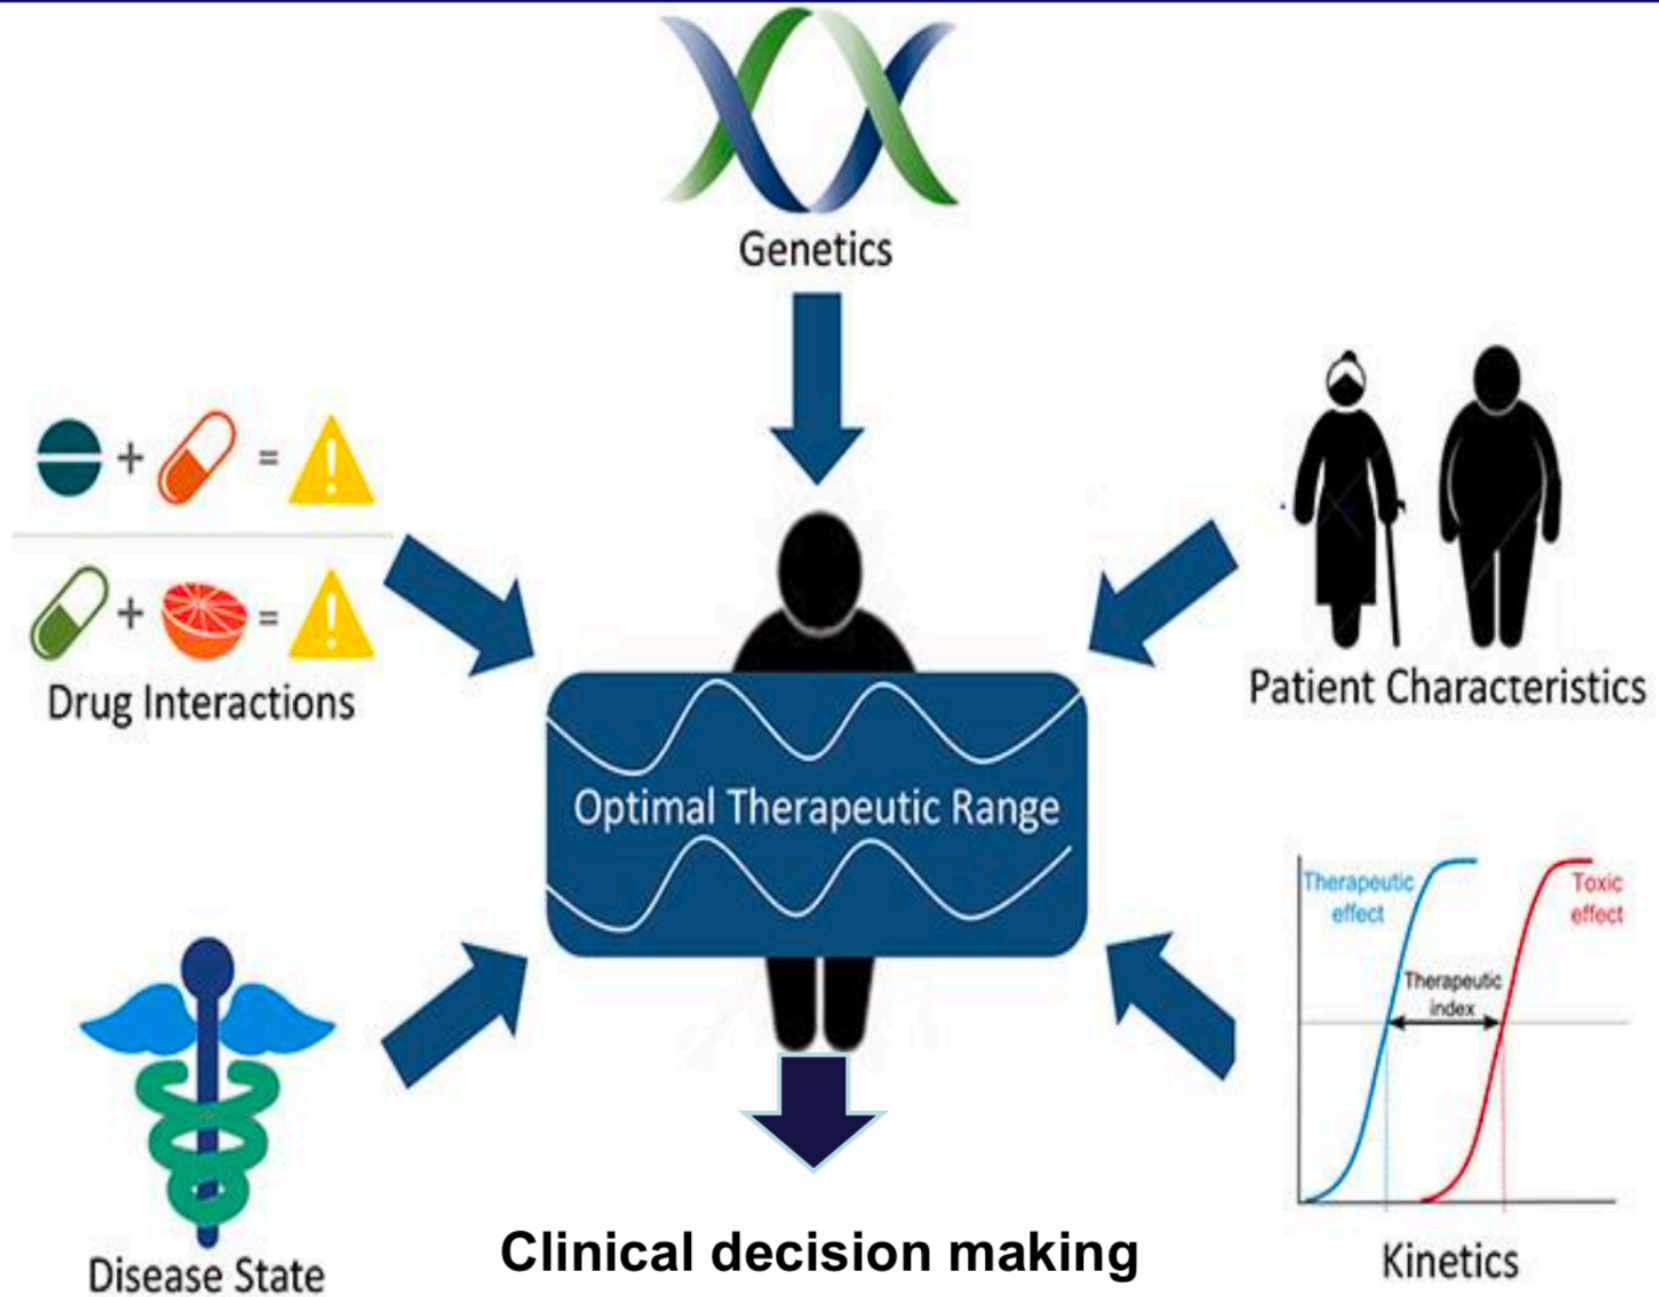 Genetics
+ =
+ =
Drug Interactions
Patient Characteristics
Optimal Therapeutic Range
Therapeutic
effect
Toxic
effect
Therapeutic
index
Disease State
Clinical decision making
Kinetics